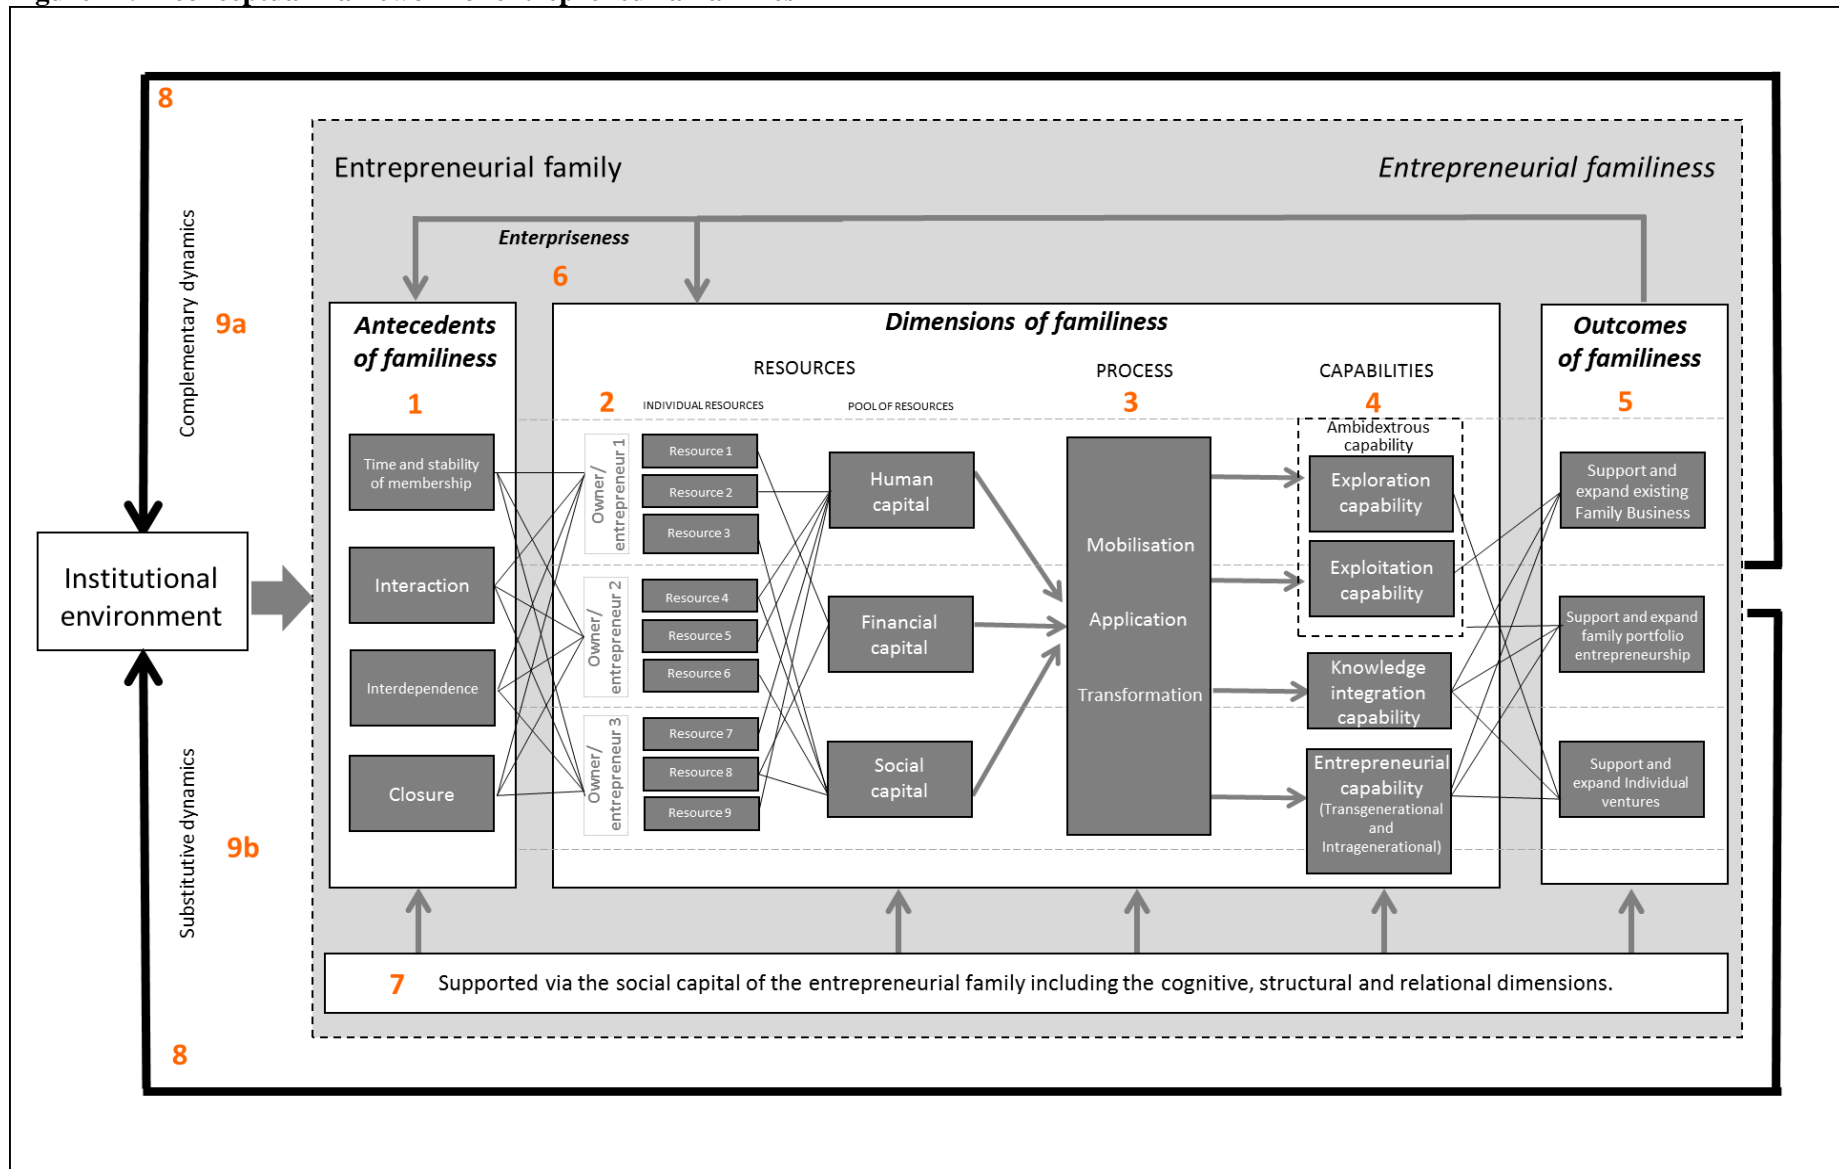 8
Entrepreneurial family
Entrepreneurial familiness
Complementary dynamics
9a
Enterpriseness
6
Antecedents
of familiness
1
Dimensions of familiness
RESOURCES
PROCESS
CAPABILITIES
2
INDIVIDUAL RESOURCES
POOL OF RESOURCES
3
4
Outcomes
of familiness
5
Time and stability
of membership
Interaction
Interdependence
Closure
Owner/
entrepreneur 1
Resource 1
Resource 2
Resource 3
Owner/
entrepreneur 2
Resource 4
Resource 5
Resource 6
Owner/
entrepreneur 3
Resource 7
Resource 8
Resource 9
Human
capital
Financial
capital
Social
capital
Mobilisation
Application
Transformation
Ambidextrous
capability
Exploration
capability
Exploitation
capability
Knowledge
integration
capability
Entrepreneurial
capability
(Transgenerational
and
Intragenerational)
Support and
expand existing
Family Business
Support and expand
family portfolio
entrepreneurship
Support and
expand Individual
ventures
Institutional
environment
Substitutive dynamics
9b
7 Supported via the social capital of the entrepreneurial family including the cognitive, structural and relational dimensions.
8